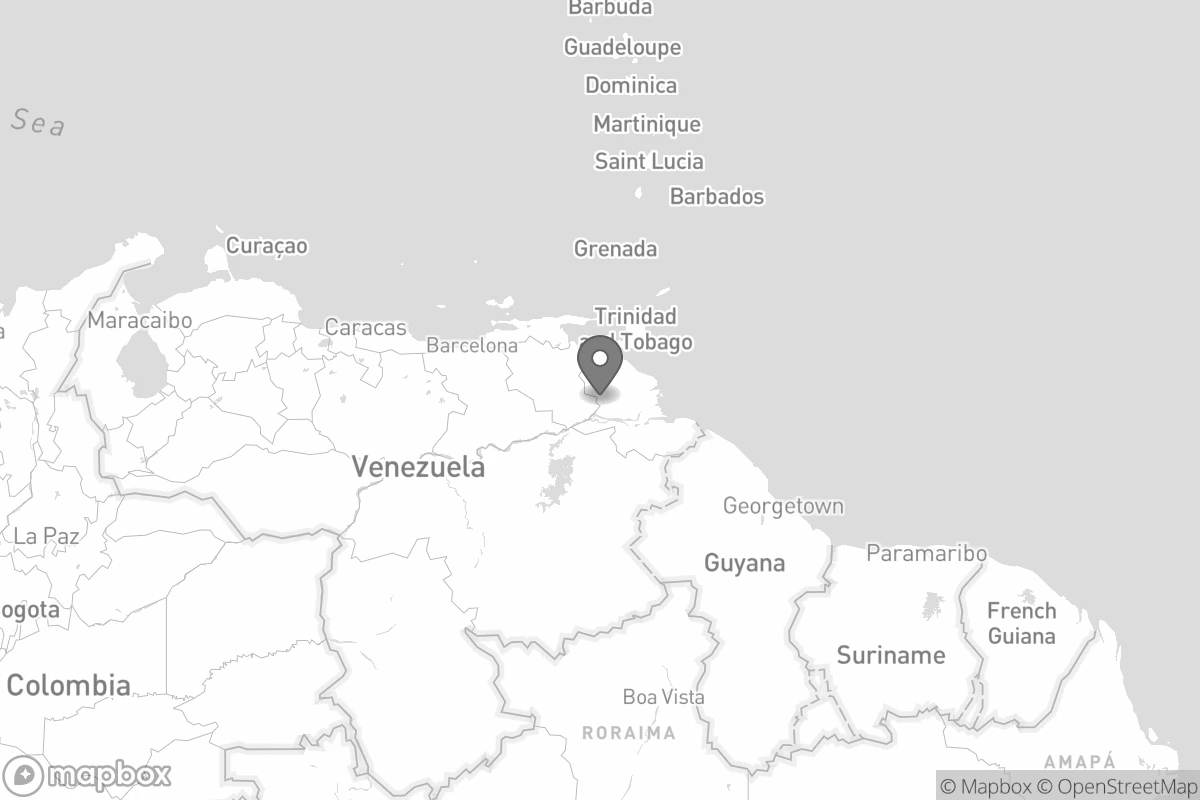 Barbuda
Guadeloupe
Sea
Dominica
Martinique
Saint Lucia
Barbados
Curaçao
Grenada
Maracaibo
Caracas
Trinidad
and Tobago
Barcelona
Venezuela
Georgetown
La Paz
Paramaribo
Guyana
ogota
French
Guiana
Suriname
Colombia
Boa Vista
RORAIMA
AMAPÁ
mapbox
© Mapbox © OpenStreetMap